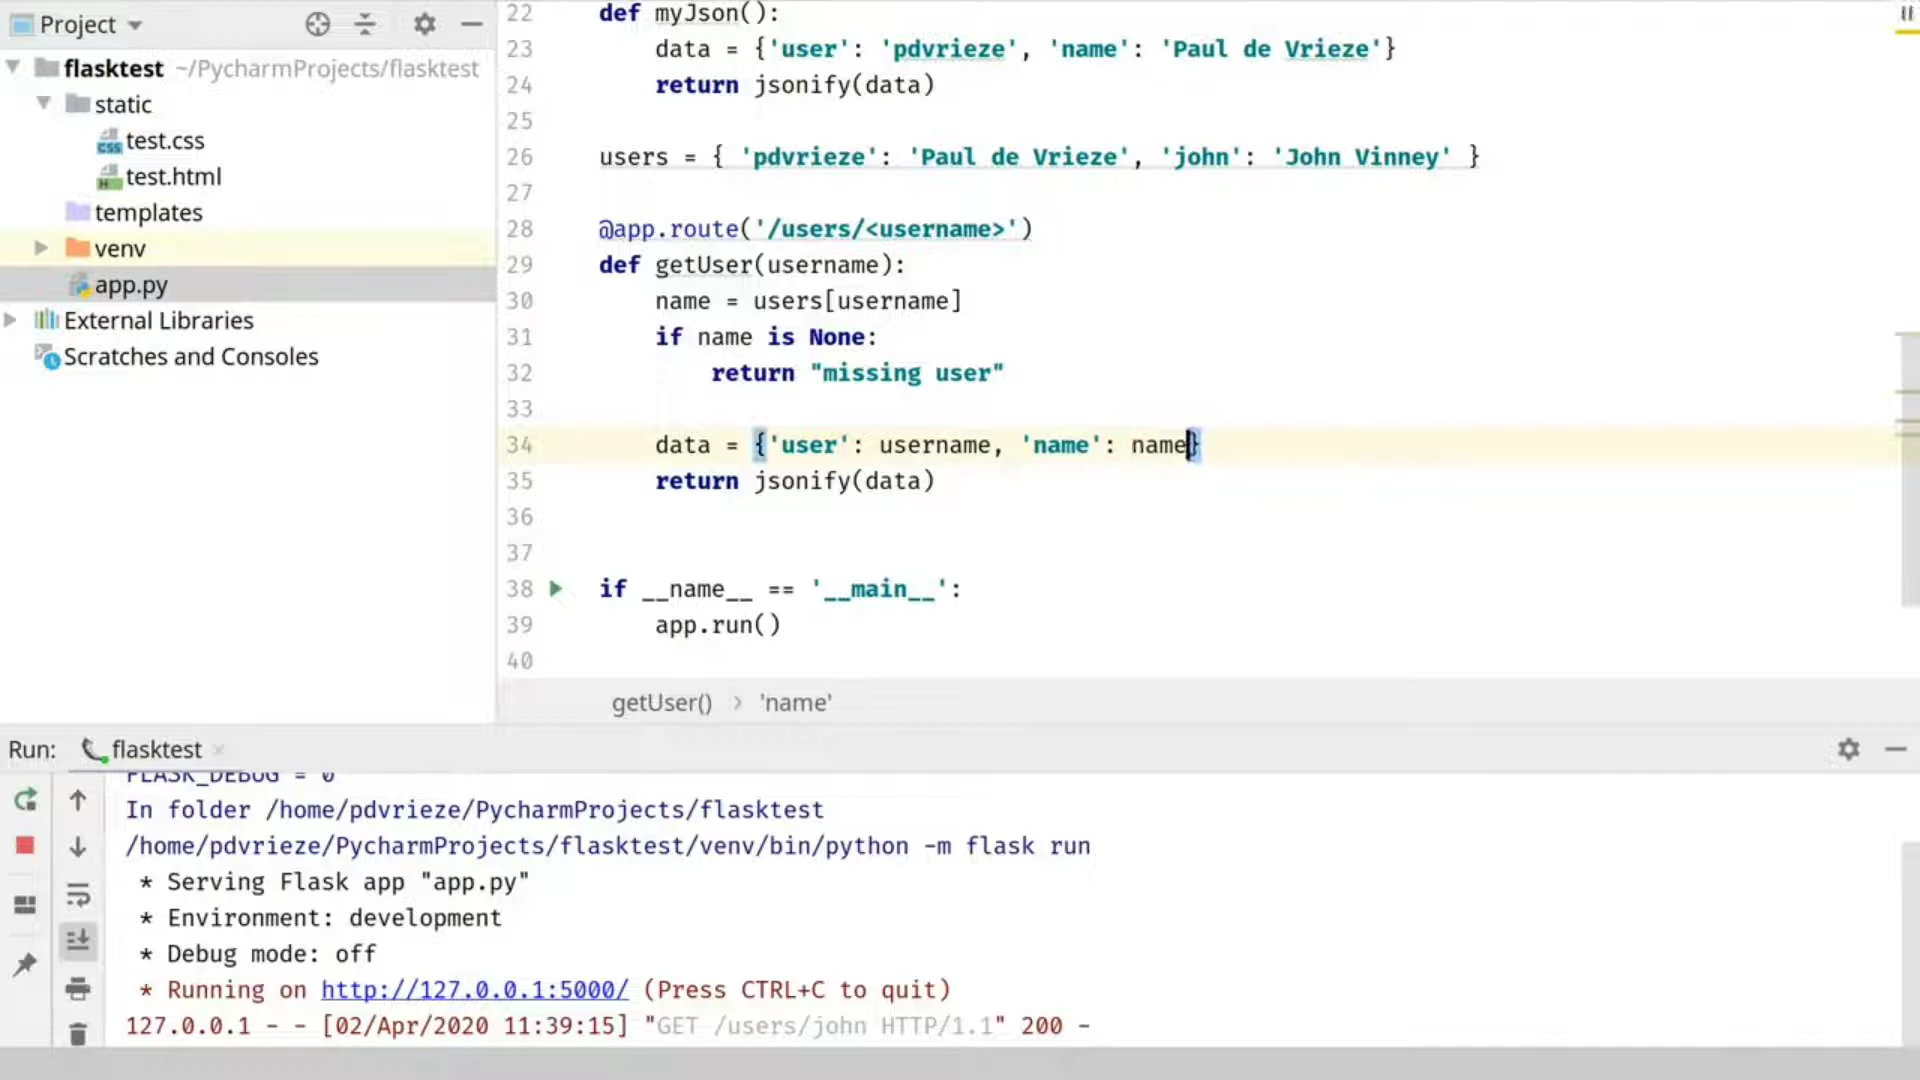 Project
flasktest ~/PycharmProjects/flasktest
static
test.css
test.html
templates
venv
app.py
External Libraries
Scratches and Consoles
22 def myJson():
23 data = {'user': 'pdvrieze', 'name': 'Paul de Vrieze'}
24 return jsonify(data)
25
26 users = { 'pdvrieze': 'Paul de Vrieze', 'john': 'John Vinney' }
27
28 @app.route('/users/<username>')
29 def getUser(username):
30 name = users[username]
31 if name is None:
32 return "missing user"
33
34 data = {'user': username, 'name': name}
35 return jsonify(data)
36
37
38 if __name__ == '__main__':
39 app.run()
40
getUser() › 'name'
Run: flasktest
FLASK_DEBUG = 0
In folder /home/pdvrieze/PycharmProjects/flasktest
/home/pdvrieze/PycharmProjects/flasktest/venv/bin/python -m flask run
* Serving Flask app "app.py"
* Environment: development
* Debug mode: off
* Running on http://127.0.0.1:5000/ (Press CTRL+C to quit)
127.0.0.1 - - [02/Apr/2020 11:39:15] "GET /users/john HTTP/1.1" 200 -